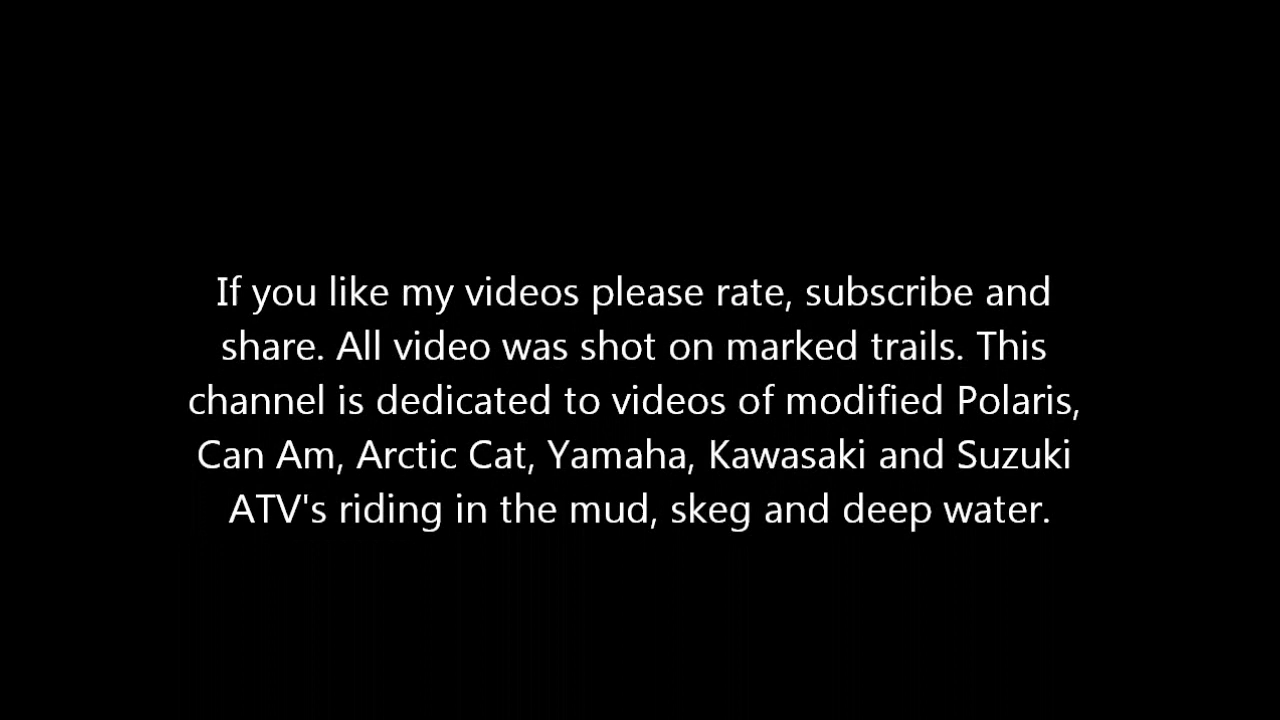 If you like my videos please rate, subscribe and
share. All video was shot on marked trails. This
channel is dedicated to videos of modified Polaris,
Can Am, Arctic Cat, Yamaha, Kawasaki and Suzuki
ATV's riding in the mud, skeg and deep water.